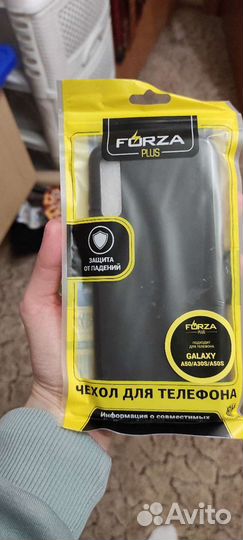 FORZA
PLUS
ЗАЩИТА
ОТ ПАДЕНИЙ
FORZA
PLUS
ПОДХОДИТ
ДЛЯ ТЕЛЕФОНА
GALAXY
A50/A30S/A50S
ЧЕХОЛ ДЛЯ ТЕЛЕФОНА
Информация о совместимых
Avito